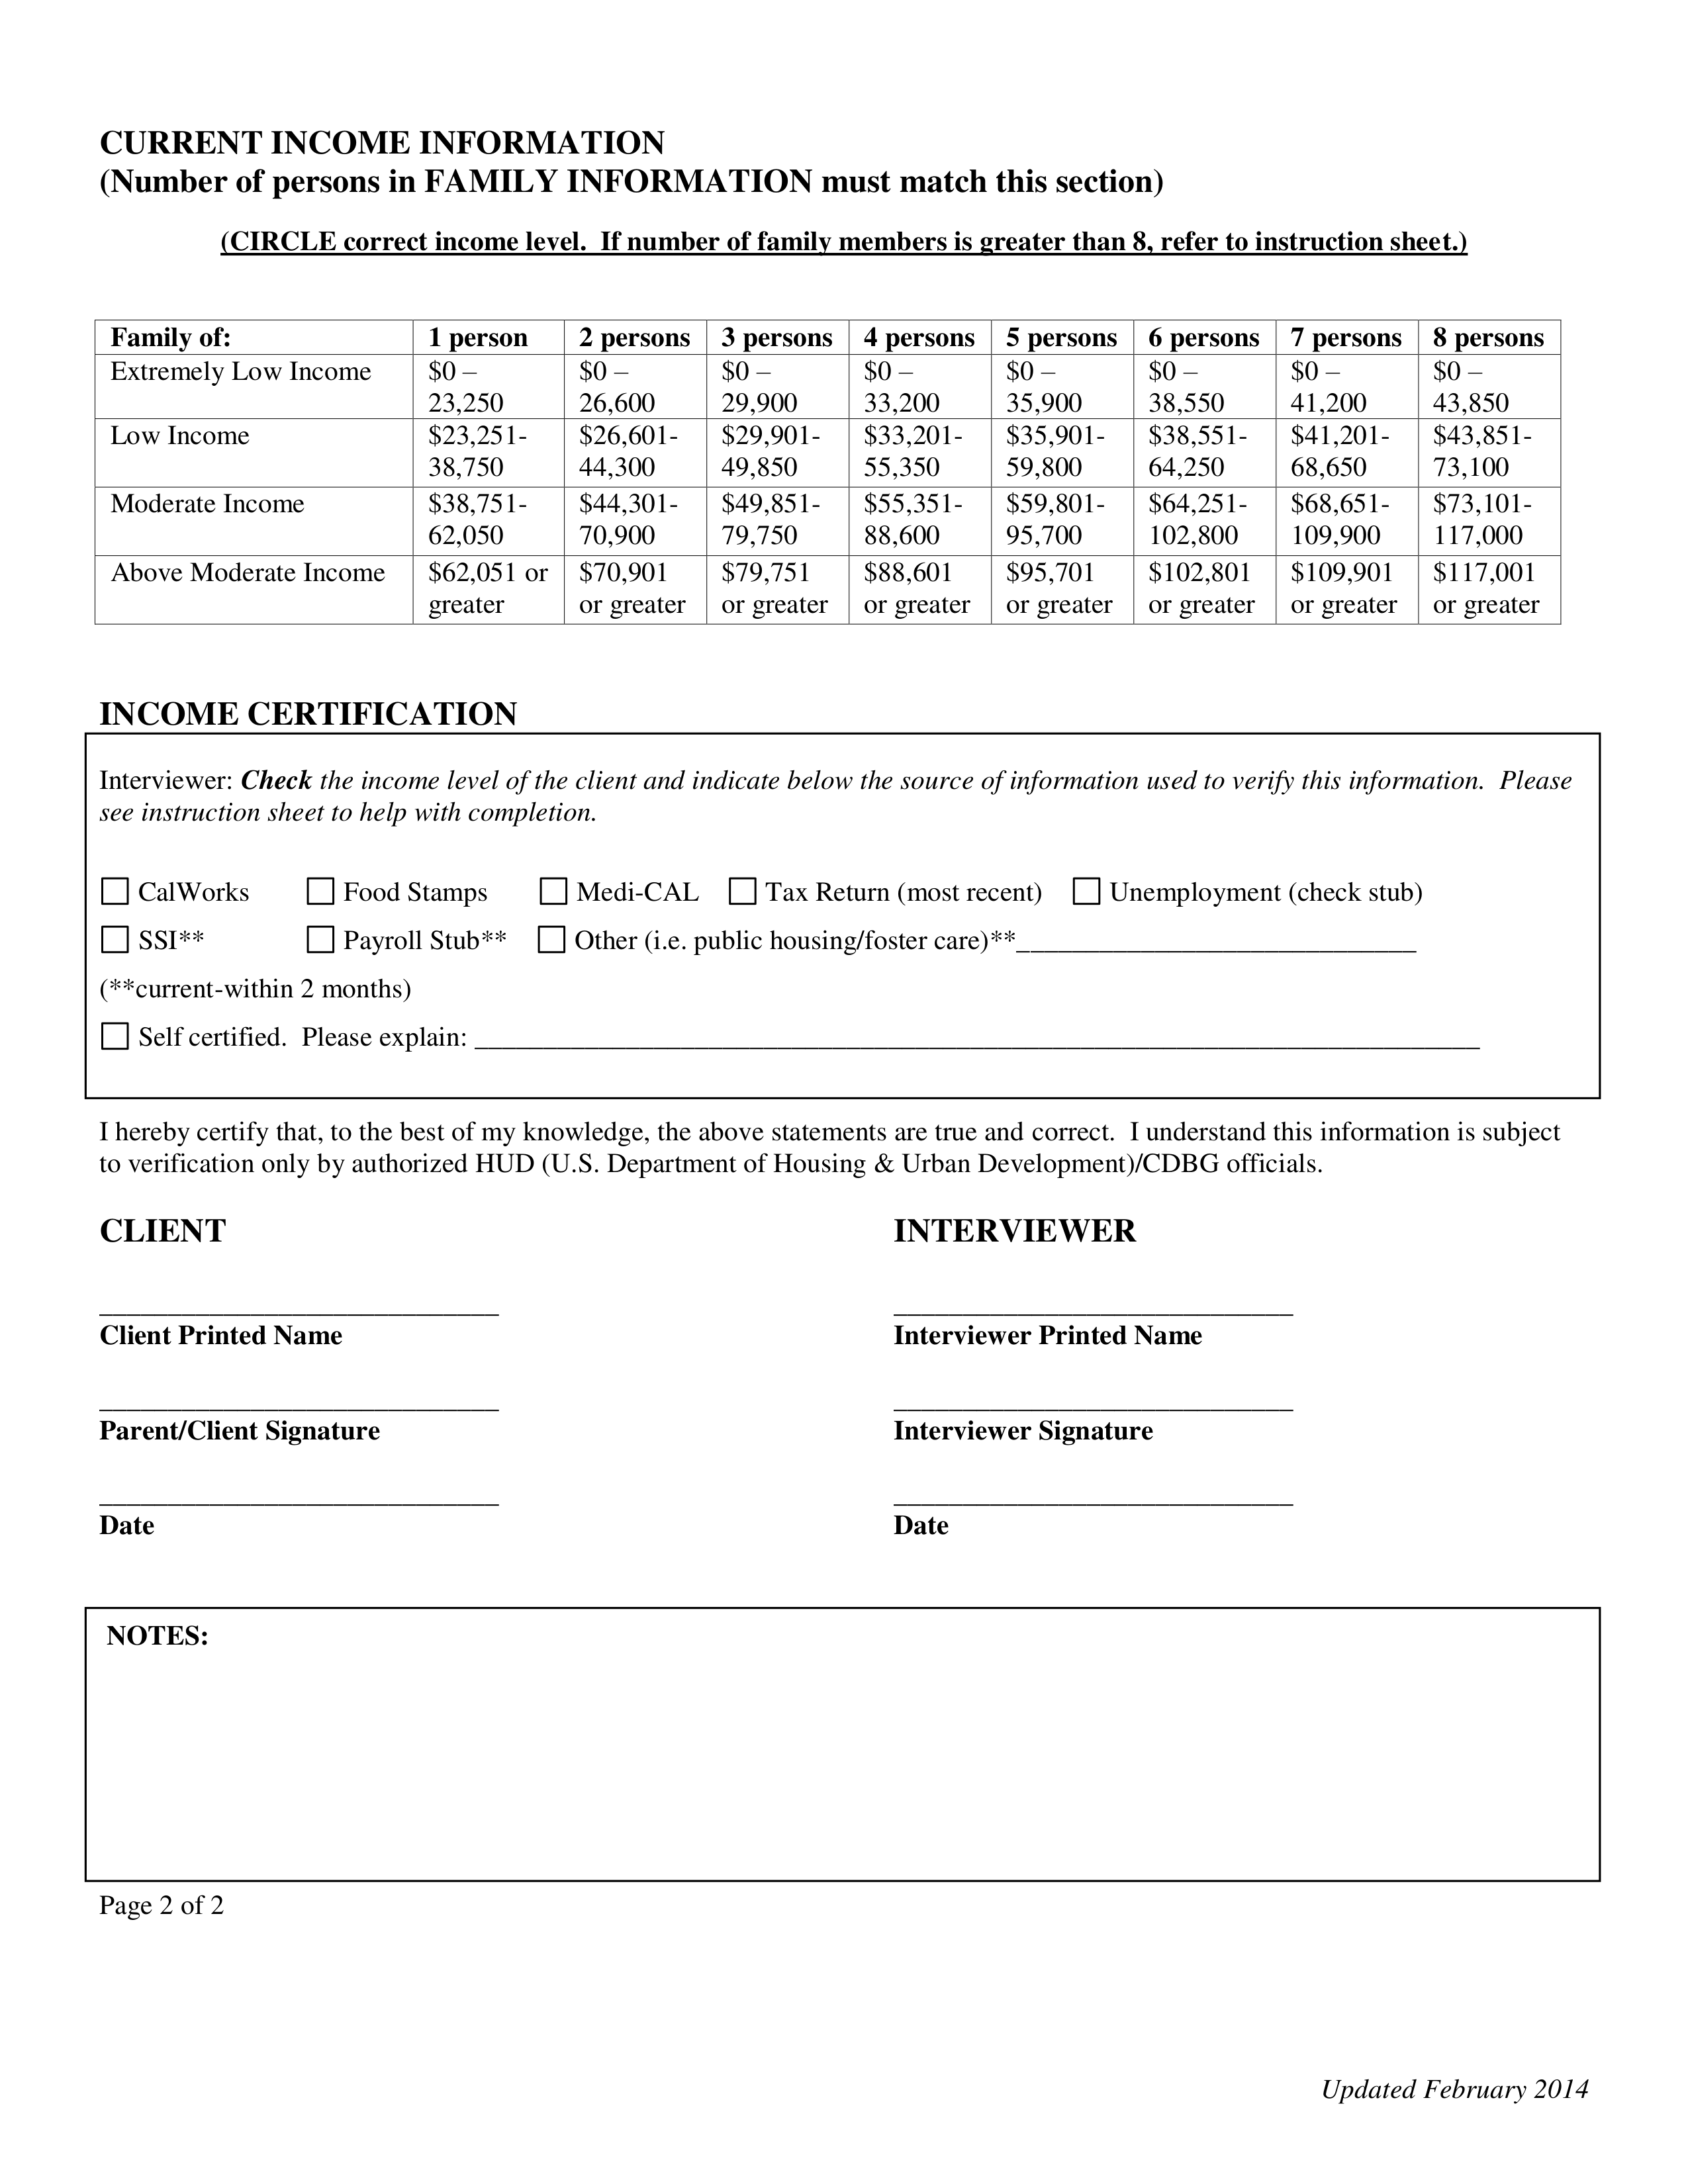 CURRENT INCOME INFORMATION
(Number of persons in FAMILY INFORMATION must match this section)
(CIRCLE correct income level.  If number of family members is greater than 8, refer to instruction sheet.)
Family of: 1 person 2 persons 3 persons 4 persons 5 persons 6 persons 7 persons 8 persons
Extremely Low Income $0 – $0 – $0 – $0 – $0 – $0 – $0 – $0 –
23,250 26,600 29,900 33,200 35,900 38,550 41,200 43,850
Low Income $23,251- $26,601- $29,901- $33,201- $35,901- $38,551- $41,201- $43,851-
38,750 44,300 49,850 55,350 59,800 64,250 68,650 73,100
Moderate Income $38,751- $44,301- $49,851- $55,351- $59,801- $64,251- $68,651- $73,101-
62,050 70,900 79,750 88,600 95,700 102,800 109,900 117,000
Above Moderate Income $62,051 or $70,901 $79,751 $88,601 $95,701 $102,801 $109,901 $117,001
greater or greater or greater or greater or greater or greater or greater or greater
INCOME CERTIFICATION
Interviewer: Check the income level of the client and indicate below the source of information used to verify this information.  Please
see instruction sheet to help with completion.
☐ CalWorks ☐ Food Stamps ☐ Medi-CAL ☐ Tax Return (most recent) ☐ Unemployment (check stub)
☐ SSI** ☐ Payroll Stub** ☐ Other (i.e. public housing/foster care)**_____________________________
(**current-within 2 months)
☐ Self certified.  Please explain: _________________________________________________________________________
I hereby certify that, to the best of my knowledge, the above statements are true and correct.  I understand this information is subject
to verification only by authorized HUD (U.S. Department of Housing & Urban Development)/CDBG officials.
CLIENT INTERVIEWER
_____________________________ _____________________________
Client Printed Name Interviewer Printed Name
_____________________________ _____________________________
Parent/Client Signature Interviewer Signature
_____________________________ _____________________________
Date Date
NOTES:
Page 2 of 2
Updated February 2014